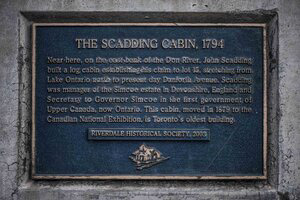 THE SCADDING CABIN, 1794
Near here, on the east bank of the Don River, John Scadding
built a log cabin establishing his claim to lot 15, stretching from
Lake Ontario north to present day Danforth Avenue. Scadding
was manager of the Simcoe estate in Devonshire, England and
Secretary to Governor Simcoe in the first government of
Upper Canada, now Ontario. This cabin, moved in 1879 to the
Canadian National Exhibition, is Toronto's oldest building.
RIVERDALE HISTORICAL SOCIETY, 2003